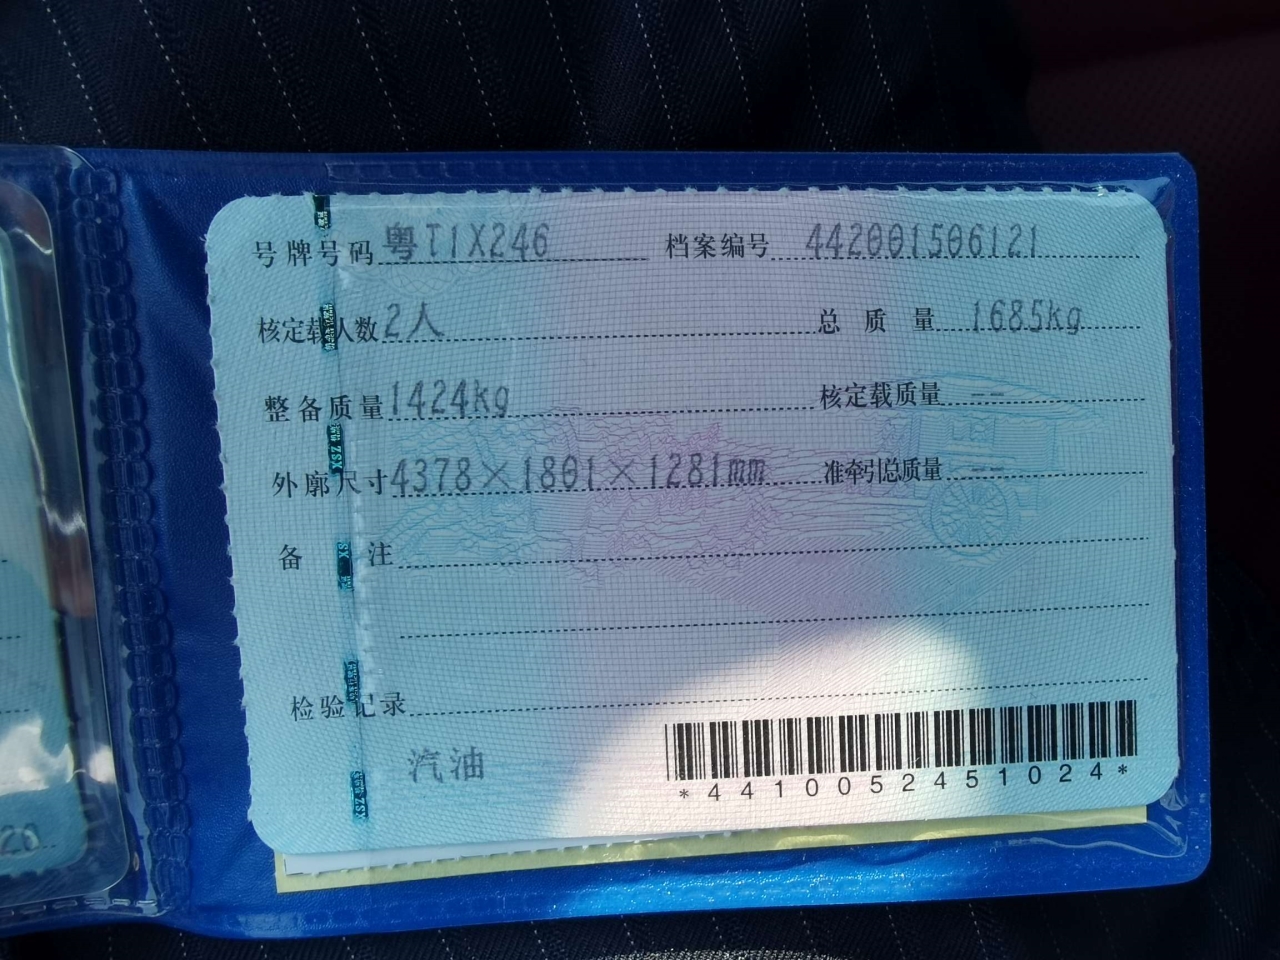 号牌号码 粤T1X246 档案编号 442001506121
核定载人数 2人 总质量 1685kg
整备质量 1424kg 核定载质量 --
外廓尺寸 4378×1801×1281mm 准牵引总质量 --
备注
检验记录
汽油
*4410052451024*
20